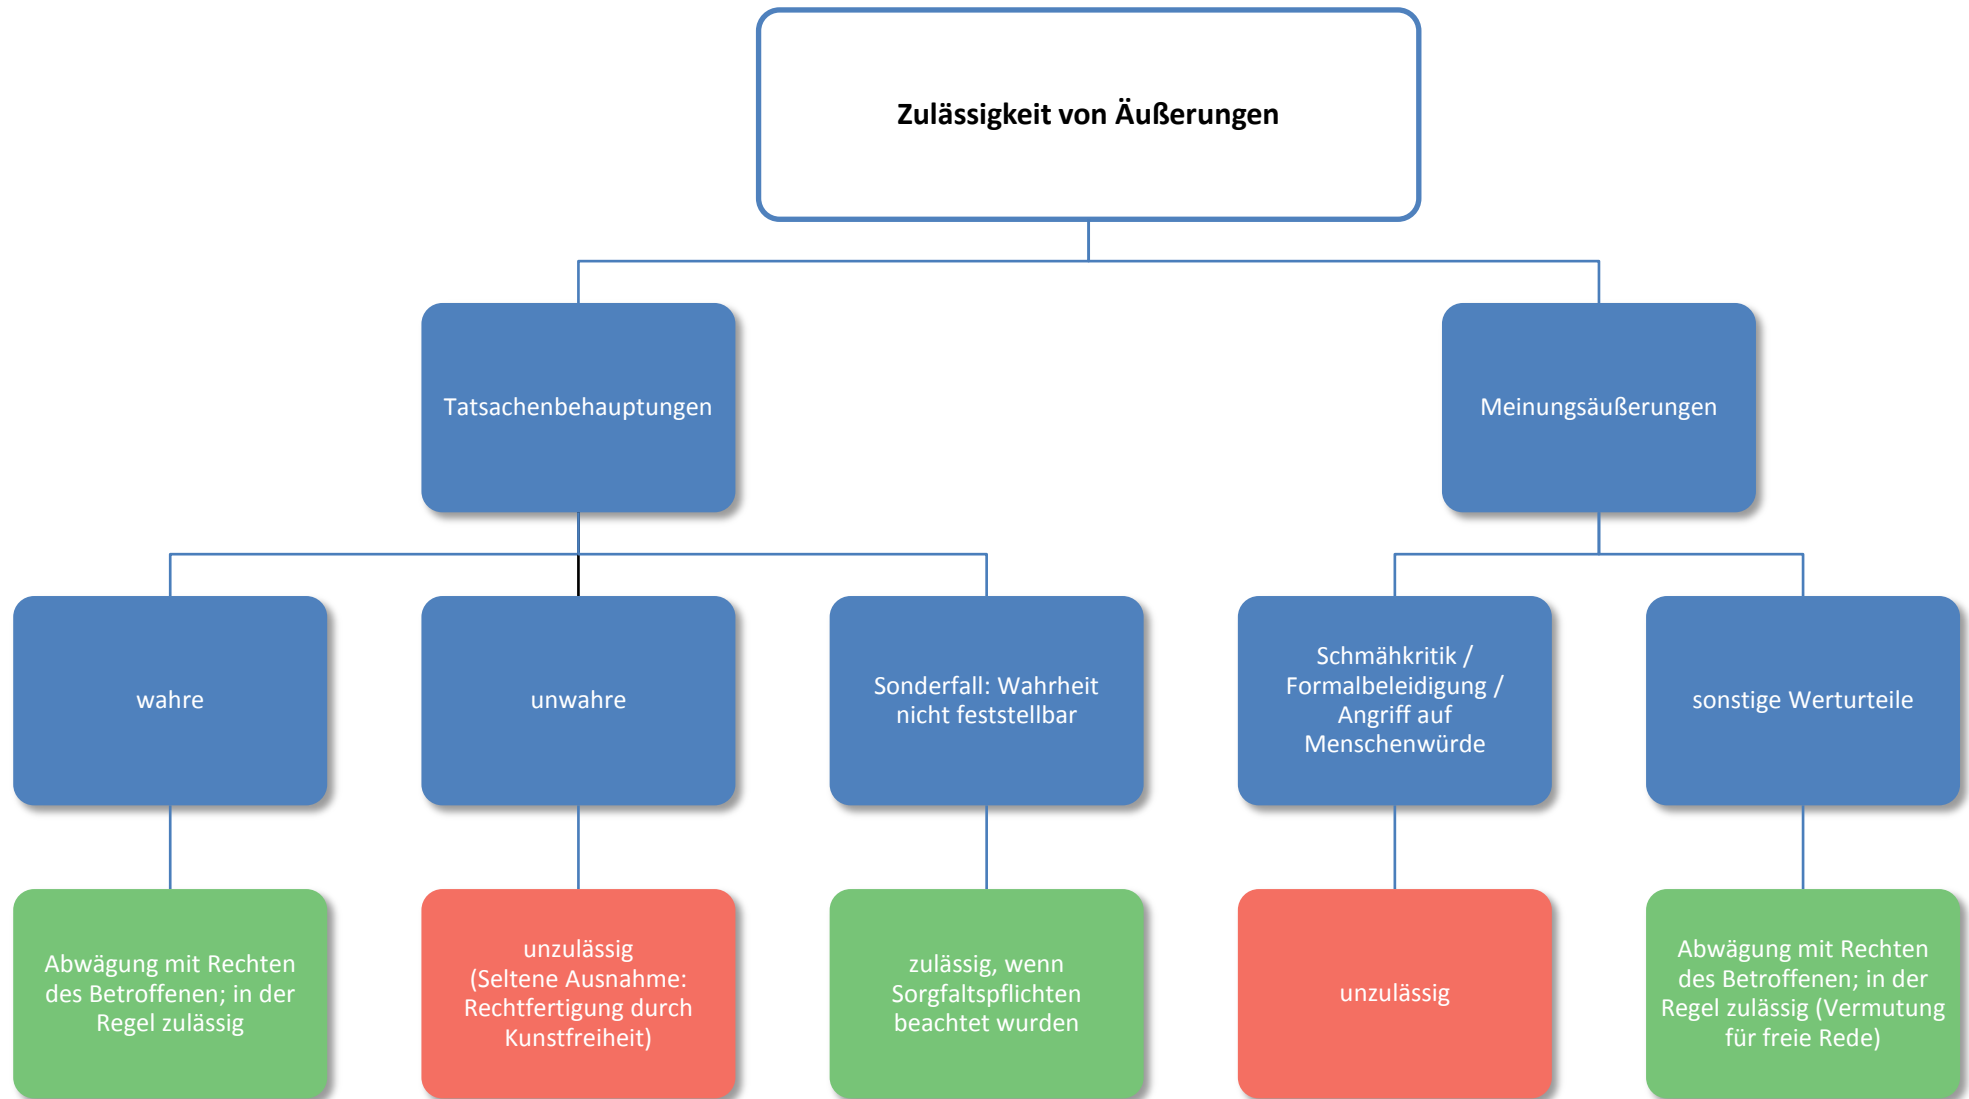 Zulässigkeit von Äußerungen
Tatsachenbehauptungen
Meinungsäußerungen
wahre
unwahre
Sonderfall: Wahrheit
nicht feststellbar
Schmähkritik /
Formalbeleidigung /
Angriff auf
Menschenwürde
sonstige Werturteile
Abwägung mit Rechten
des Betroffenen; in der
Regel zulässig
unzulässig
(Seltene Ausnahme:
Rechtfertigung durch
Kunstfreiheit)
zulässig, wenn
Sorgfaltspflichten
beachtet wurden
unzulässig
Abwägung mit Rechten
des Betroffenen; in der
Regel zulässig (Vermutung
für freie Rede)